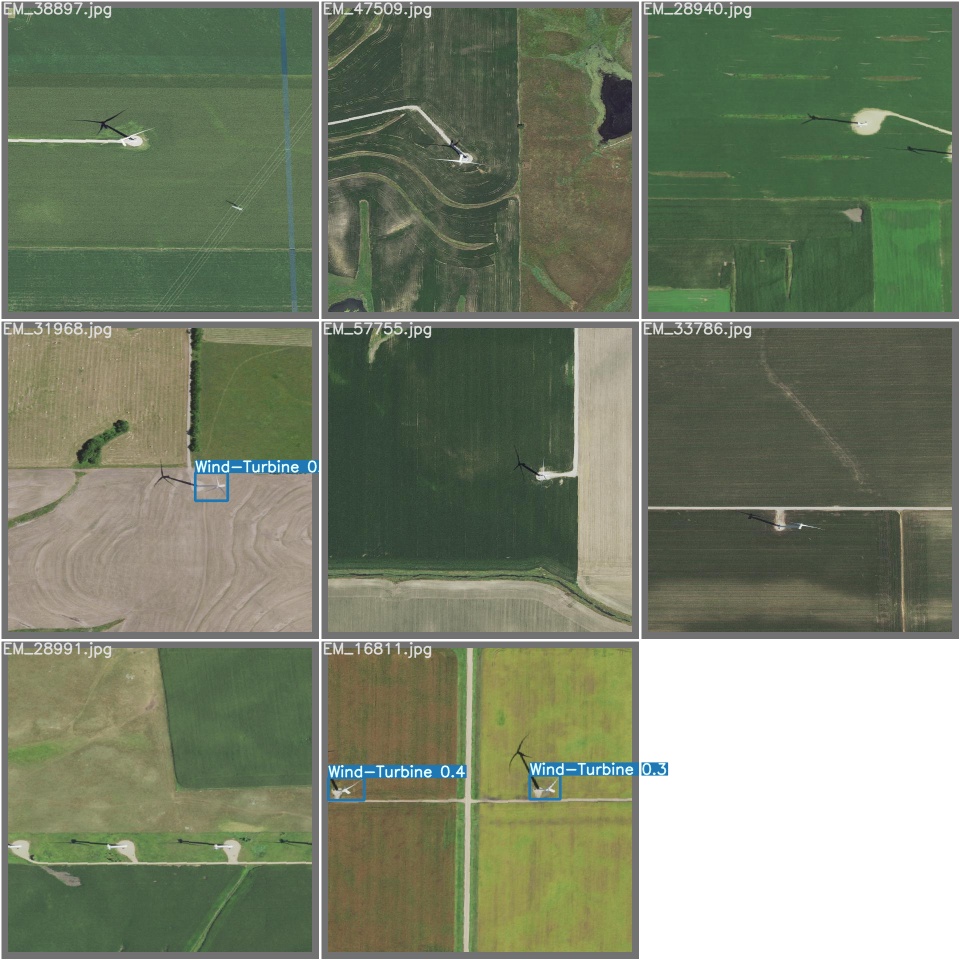 EM_38897.jpg
EM_47509.jpg
EM_28940.jpg
EM_31968.jpg
EM_57755.jpg
EM_33786.jpg
Wind-Turbine 0
EM_28991.jpg
EM_16811.jpg
Wind-Turbine 0.4
Wind-Turbine 0.3